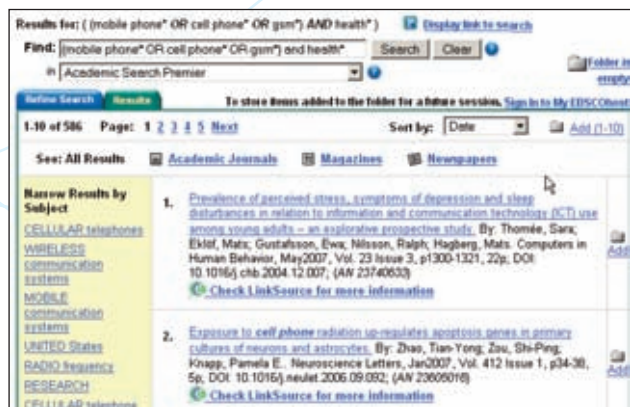 Results for: ( (mobile phone* OR cell phone* OR gsm*) AND health* ) Display link to search
Find: (mobile phone* OR cell phone* OR gsm*) and health* Search Clear
in Academic Search Premier
Folder is empty
Refine Search Results To store items added to the folder for a future session, Sign In to My EBSCOhost
1-10 of 586 Page: 1 2 3 4 5 Next Sort by: Date Add (1-10)
See: All Results Academic Journals Magazines Newspapers
Narrow Results by Subject
CELLULAR telephones
WIRELESS communication systems
MOBILE communication systems
UNITED States
RADIO frequency
RESEARCH
CELLULAR telephone
1. Prevalence of perceived stress, symptoms of depression and sleep
disturbances in relation to information and communication technology (ICT) use
among young adults – an explorative prospective study. By: Thomée, Sara;
Eklöf, Mats; Gustafsson, Ewa; Nilsson, Ralph; Hagberg, Mats. Computers in
Human Behavior, May2007, Vol. 23 Issue 3, p1300-1321, 22p; DOI:
10.1016/j.chb.2004.12.007; (AN 23740633)
Check LinkSource for more information
Add
2. Exposure to cell phone radiation up-regulates apoptosis genes in primary
cultures of neurons and astrocytes. By: Zhao, Tian-Yong; Zou, Shi-Ping;
Knapp, Pamela E.. Neuroscience Letters, Jan2007, Vol. 412 Issue 1, p34-38,
5p; DOI: 10.1016/j.neulet.2006.09.092; (AN 23606016)
Check LinkSource for more information
Add